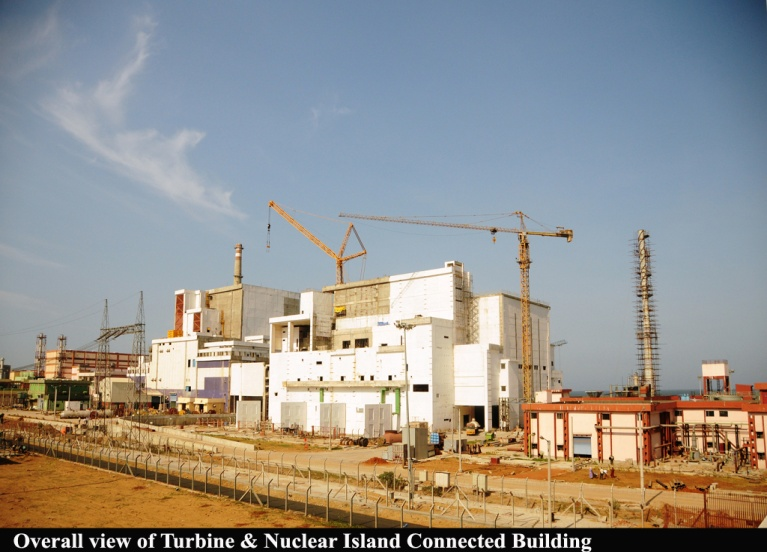 Overall view of Turbine & Nuclear Island Connected Building